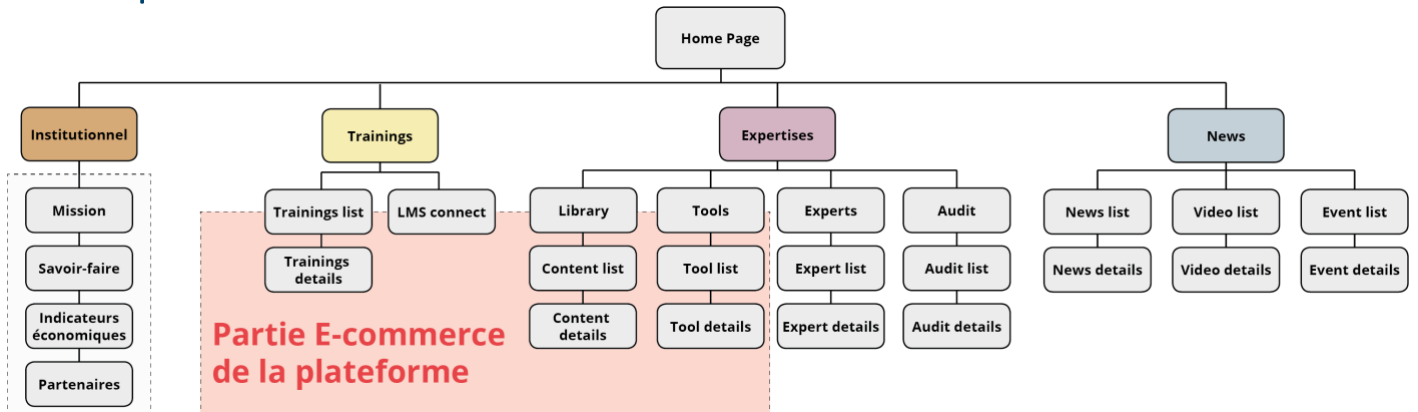 Home Page
Institutionnel
Trainings
Expertises
News
Mission
Savoir-faire
Indicateurs
économiques
Partenaires
Trainings list
LMS connect
Trainings
details
Library
Tools
Experts
Audit
Content list
Tool list
Expert list
Audit list
Content
details
Tool details
Expert details
Audit details
News list
Video list
Event list
News details
Video details
Event details
Partie E-commerce
de la plateforme